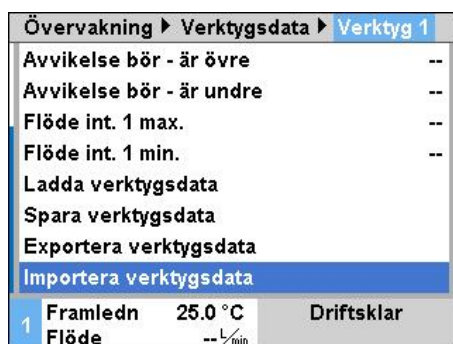 Övervakning ▶ Verktygsdata ▶ Verktyg 1
Avvikelse bör - är övre --
Avvikelse bör - är undre --
Flöde int. 1 max. --
Flöde int. 1 min. --
Ladda verktygsdata
Spara verktygsdata
Exportera verktygsdata
Importera verktygsdata
1 Framledn 25.0 °C Driftsklar
Flöde -- L/min